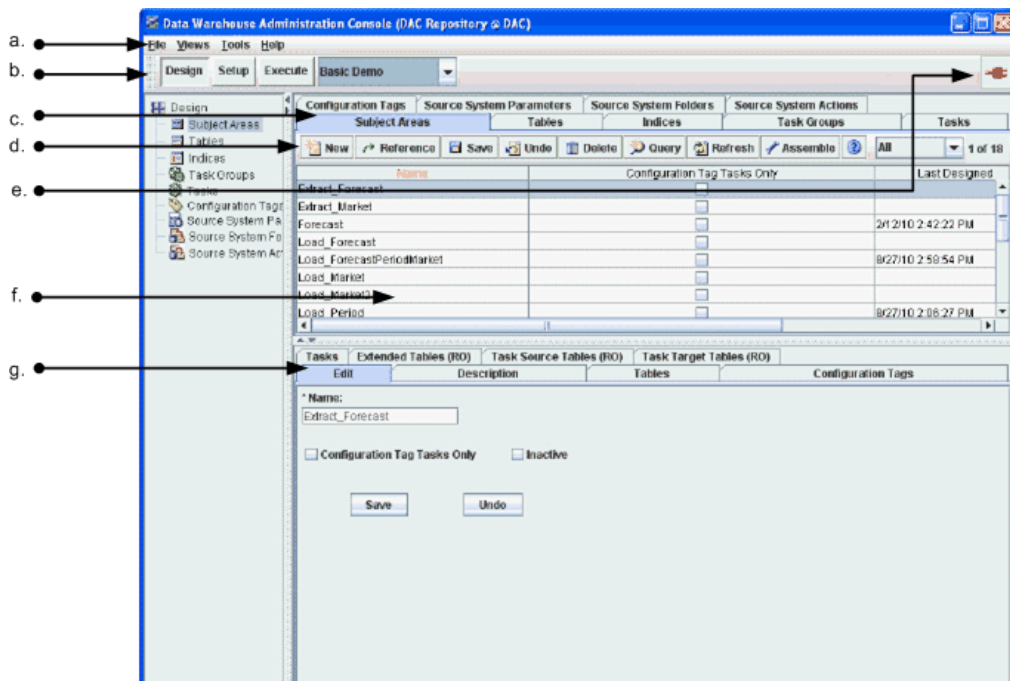 Data Warehouse Administration Console (DAC Repository @ DAC)
a.
File Views Tools Help
b.
Design Setup Execute Basic Demo
Design
Subject Areas
Tables
Indices
Task Groups
Tasks
Configuration Tags
Source System Pa
Source System Fo
Source System Ac
c.
Configuration Tags Source System Parameters Source System Folders Source System Actions
Subject Areas Tables Indices Task Groups Tasks
d.
New Reference Save Undo Delete Query Refresh Assemble All 1 of 18
e.
Name Configuration Tag Tasks Only Last Designed
Extract_Forecast
Extract_Market
Forecast 2/12/10 2:42:22 PM
Load_Forecast
Load_ForecastPeriodMarket 8/27/10 2:58:54 PM
Load_Market
f.
Load_Market2
Load_Period 8/27/10 2:06:27 PM
g.
Tasks Extended Tables (RO) Task Source Tables (RO) Task Target Tables (RO)
Edit Description Tables Configuration Tags
* Name:
Extract_Forecast
Configuration Tag Tasks Only Inactive
Save Undo